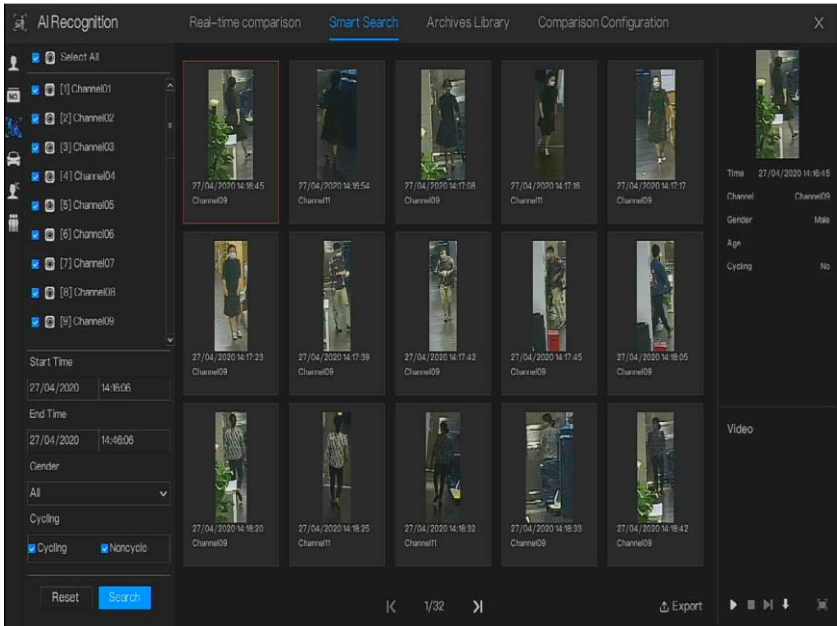 AI Recognition
Real-time comparison
Smart Search
Archives Library
Comparison Configuration
X
Select All
[1] Channel01
[2] Channel02
[3] Channel03
[4] Channel04
[5] Channel05
[6] Channel06
[7] Channel07
[8] Channel08
[9] Channel09
Start Time
27/04/2020 14:16:06
End Time
27/04/2020 14:46:06
Gender
All
Cycling
Cycling Noncycle
Reset Search
27/04/2020 14:16:45
Channel09
27/04/2020 14:16:54
Channel11
27/04/2020 14:17:08
Channel09
27/04/2020 14:17:16
Channel11
27/04/2020 14:17:17
Channel09
27/04/2020 14:17:23
Channel09
27/04/2020 14:17:39
Channel09
27/04/2020 14:17:42
Channel09
27/04/2020 14:17:45
Channel09
27/04/2020 14:18:05
Channel09
27/04/2020 14:18:20
Channel09
27/04/2020 14:18:25
Channel11
27/04/2020 14:18:32
Channel11
27/04/2020 14:18:33
Channel09
27/04/2020 14:18:42
Channel09
1/32
Export
Time 27/04/2020 14:16:45
Channel Channel09
Gender Male
Age
Cycling No
Video